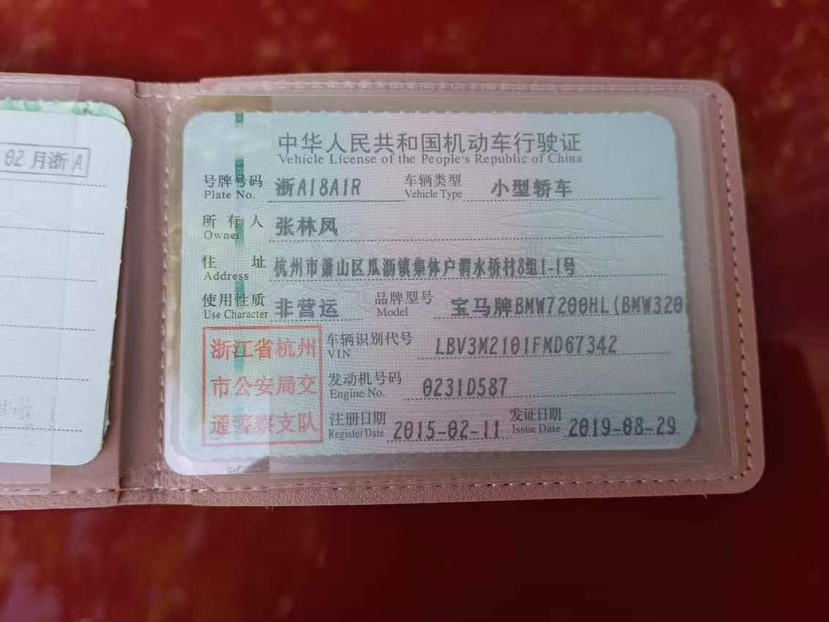 02月浙A
中华人民共和国机动车行驶证
Vehicle License of the People's Republic of China
号牌号码 浙A18A1R 车辆类型 小型轿车
Plate No. Vehicle Type
所有人 张林凤
Owner
住址 杭州市萧山区瓜沥镇集体户渭水桥村8组1-1号
Address
使用性质 非营运 品牌型号 宝马牌BMW7200HL(BMW320
Use Character Model
浙江省杭州
市公安局交
通警察支队
车辆识别代号 LBV3M2101FMD67342
VIN
发动机号码 0231D587
Engine No.
注册日期 2015-02-11 发证日期 2019-08-29
Register Date Issue Date